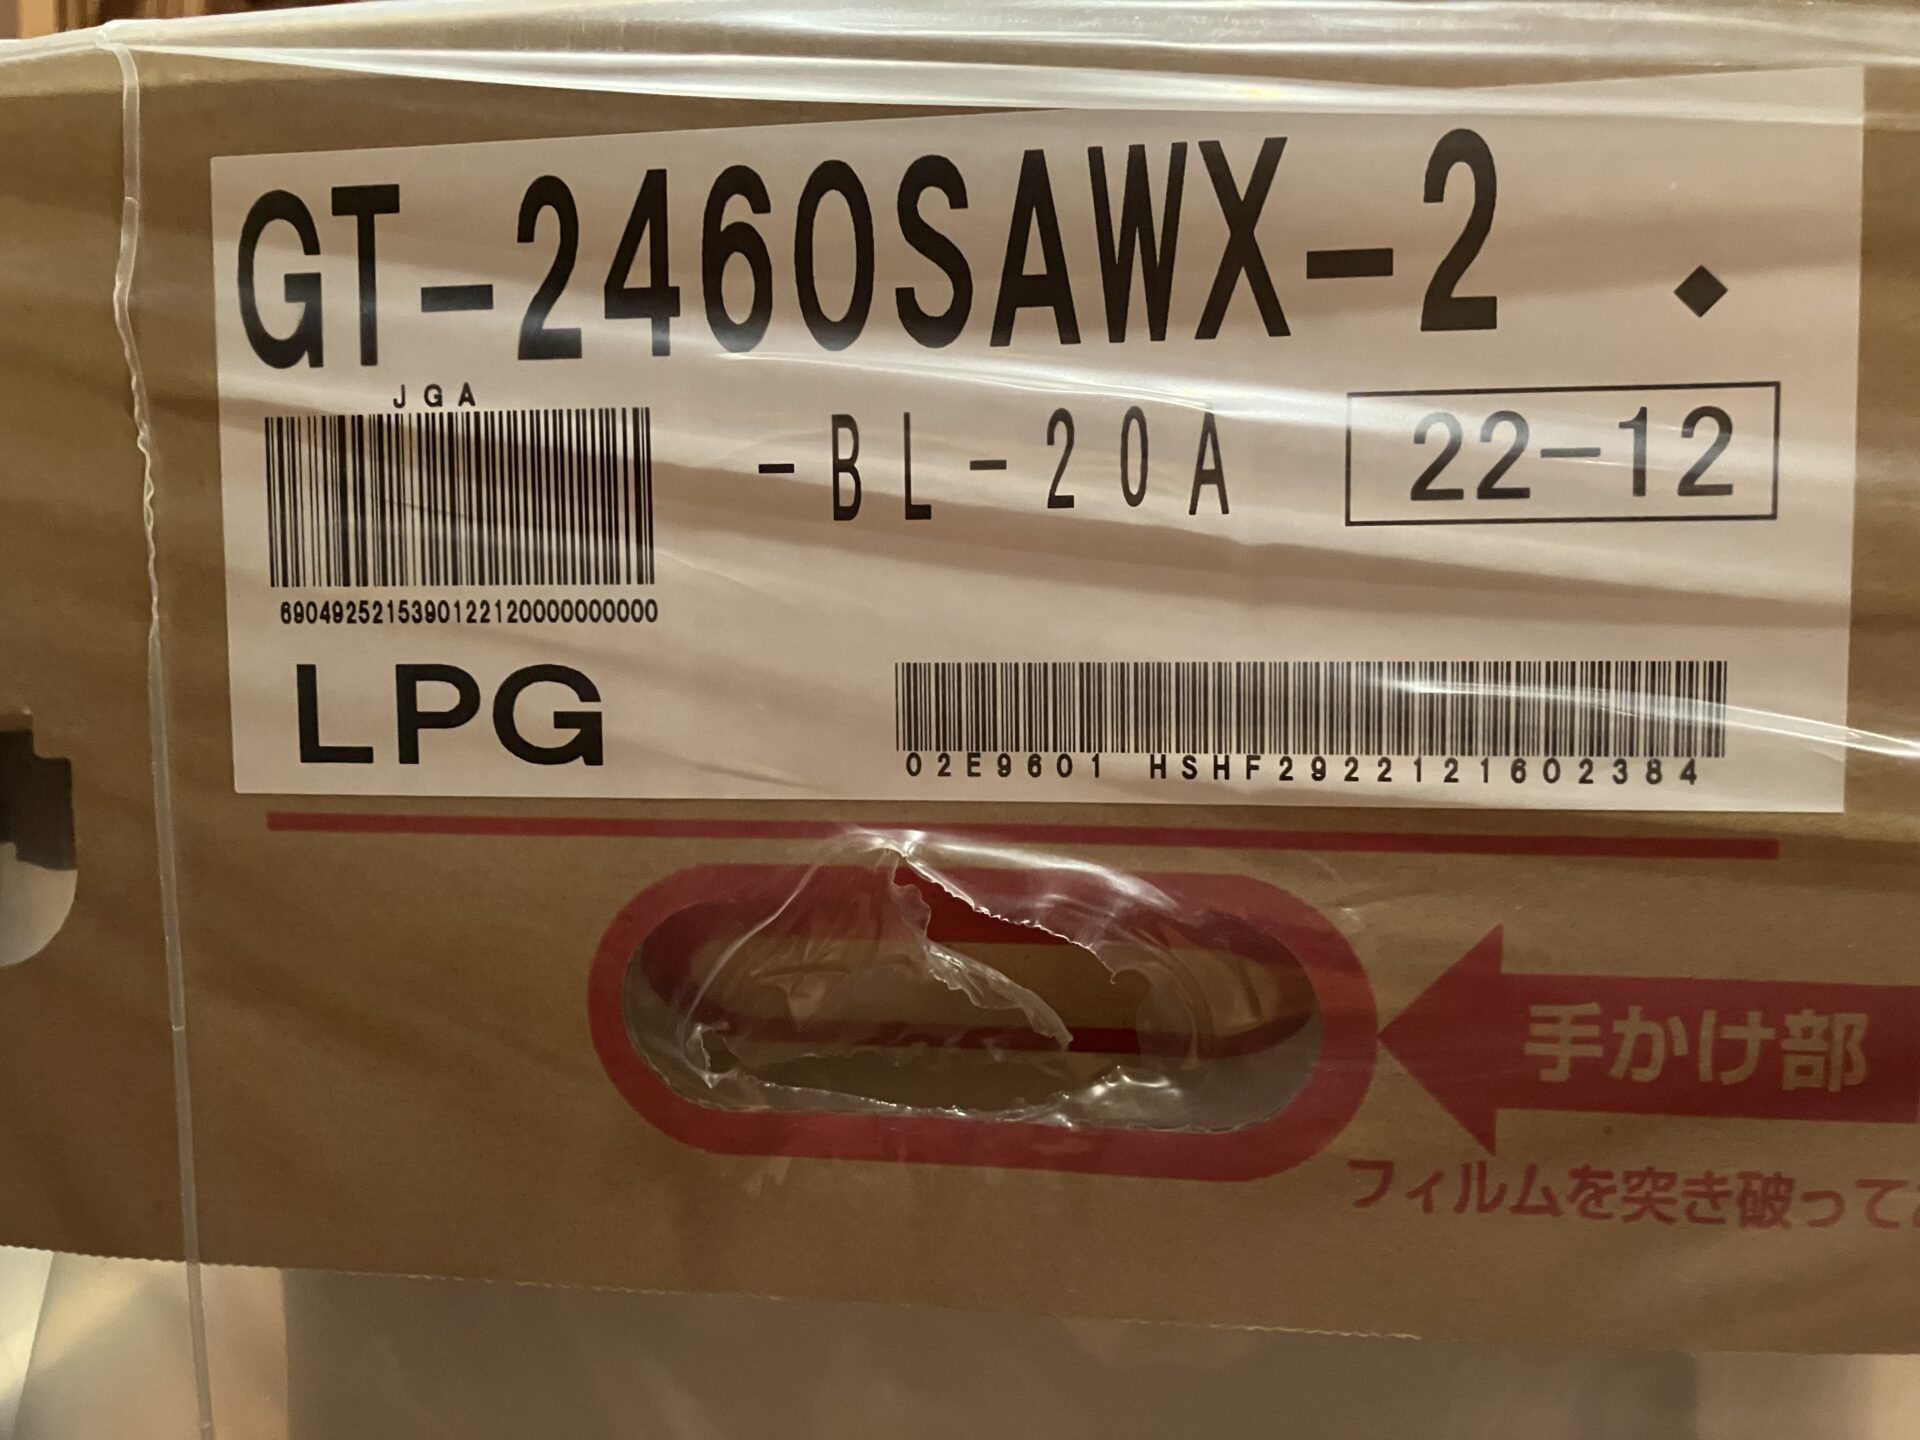 GT-2460SAWX-2 ◆
JGA
-BL-20A
22-12
6904925215390122120000000000
LPG
02E9601 HSHF2922121602384
手かけ部
フィルムを突き破って